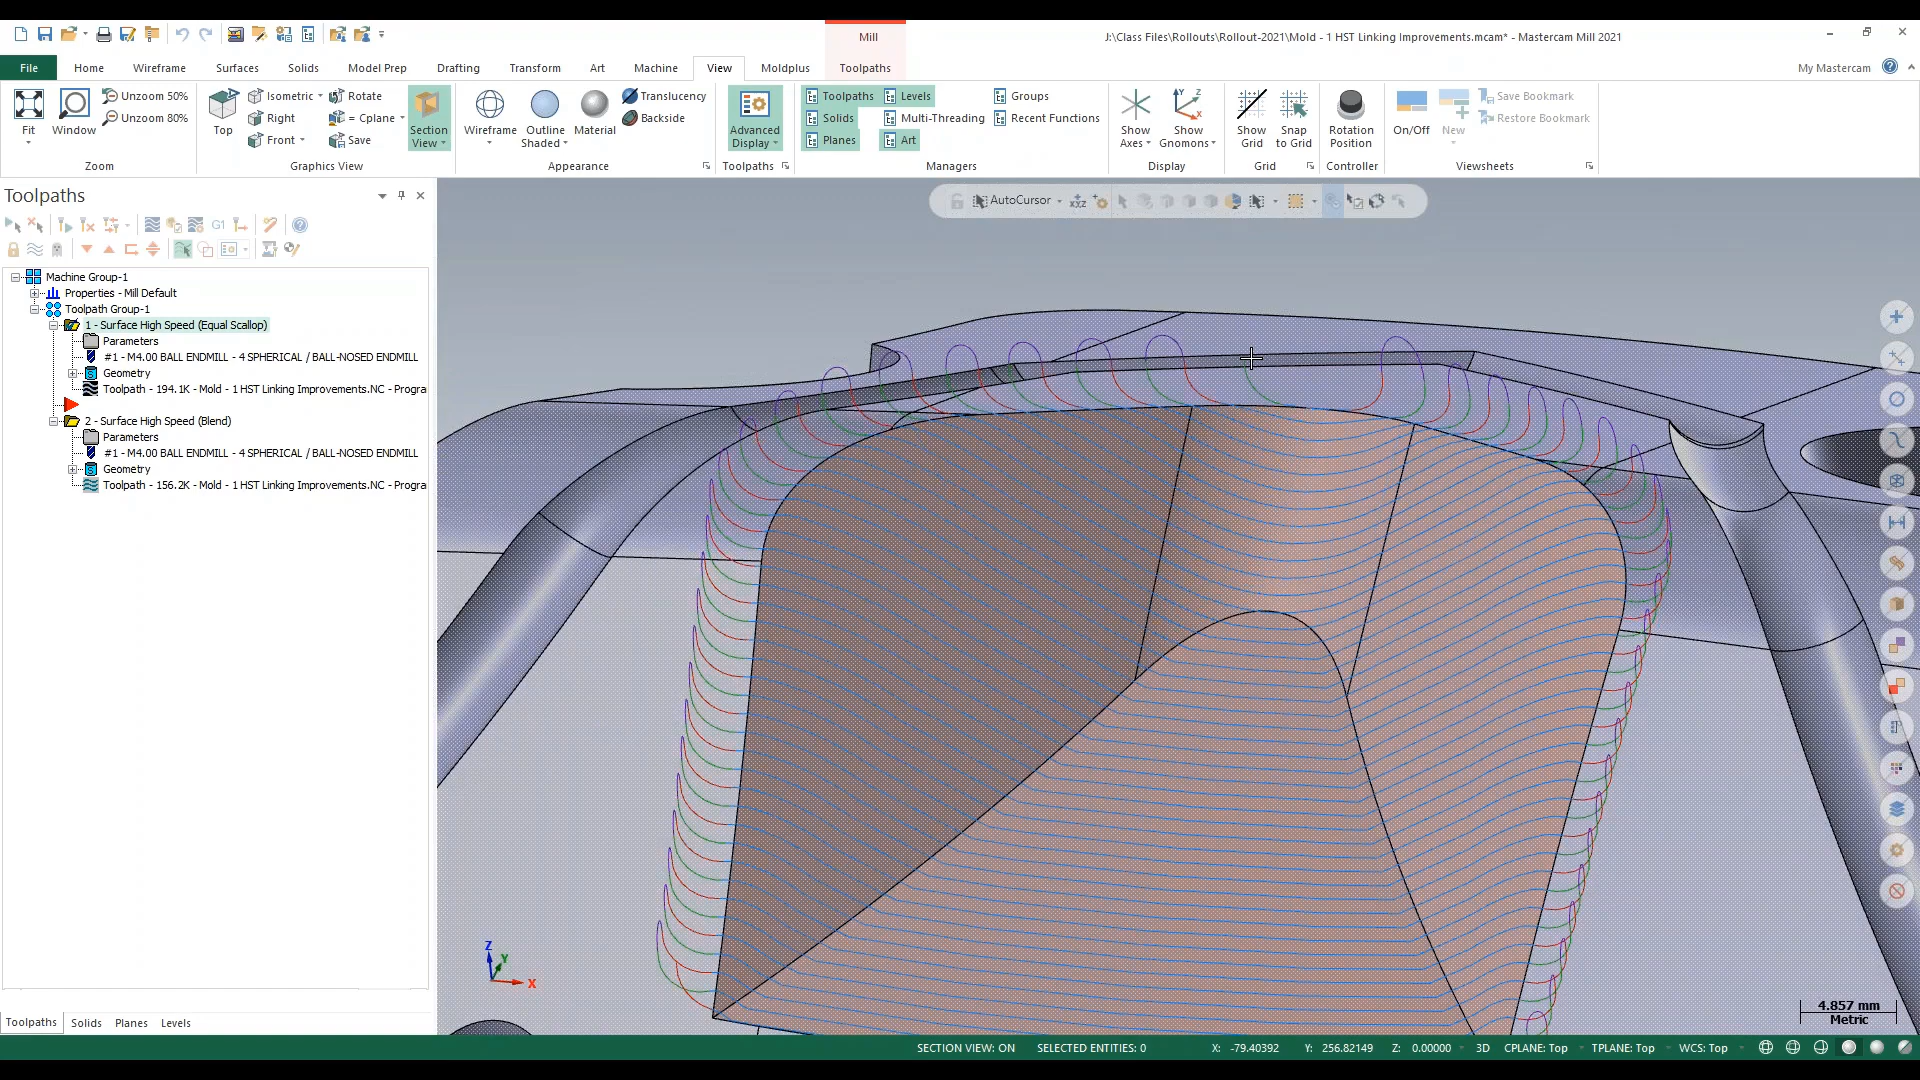 Mill
J:\Class Files\Rollouts\Rollout-2021\Mold - 1 HST Linking Improvements.mcam* - Mastercam Mill 2021
File
Home
Wireframe
Surfaces
Solids
Model Prep
Drafting
Transform
Art
Machine
View
Moldplus
Toolpaths
My Mastercam
Fit
Window
Unzoom 50%
Unzoom 80%
Zoom
Top
Isometric
Right
Front
Rotate
= Cplane
Save
Section
View
Graphics View
Wireframe
Outline
Shaded
Material
Translucency
Backside
Appearance
Advanced
Display
Toolpaths
Toolpaths
Solids
Planes
Levels
Multi-Threading
Art
Groups
Recent Functions
Managers
Show
Axes
Show
Gnomons
Display
Show
Grid
Snap
to Grid
Grid
Rotation
Position
Controller
On/Off
New
Save Bookmark
Restore Bookmark
Viewsheets
Toolpaths
G1
AutoCursor
Machine Group-1
Properties - Mill Default
Toolpath Group-1
1 - Surface High Speed (Equal Scallop)
Parameters
#1 - M4.00 BALL ENDMILL - 4 SPHERICAL / BALL-NOSED ENDMILL
Geometry
Toolpath - 194.1K - Mold - 1 HST Linking Improvements.NC - Progra
2 - Surface High Speed (Blend)
Parameters
#1 - M4.00 BALL ENDMILL - 4 SPHERICAL / BALL-NOSED ENDMILL
Geometry
Toolpath - 156.2K - Mold - 1 HST Linking Improvements.NC - Progra
Z
Y
X
4.857 mm
Metric
Toolpaths
Solids
Planes
Levels
SECTION VIEW: ON
SELECTED ENTITIES: 0
X: -79.40392
Y: 256.82149
Z: 0.00000
3D
CPLANE: Top
TPLANE: Top
WCS: Top